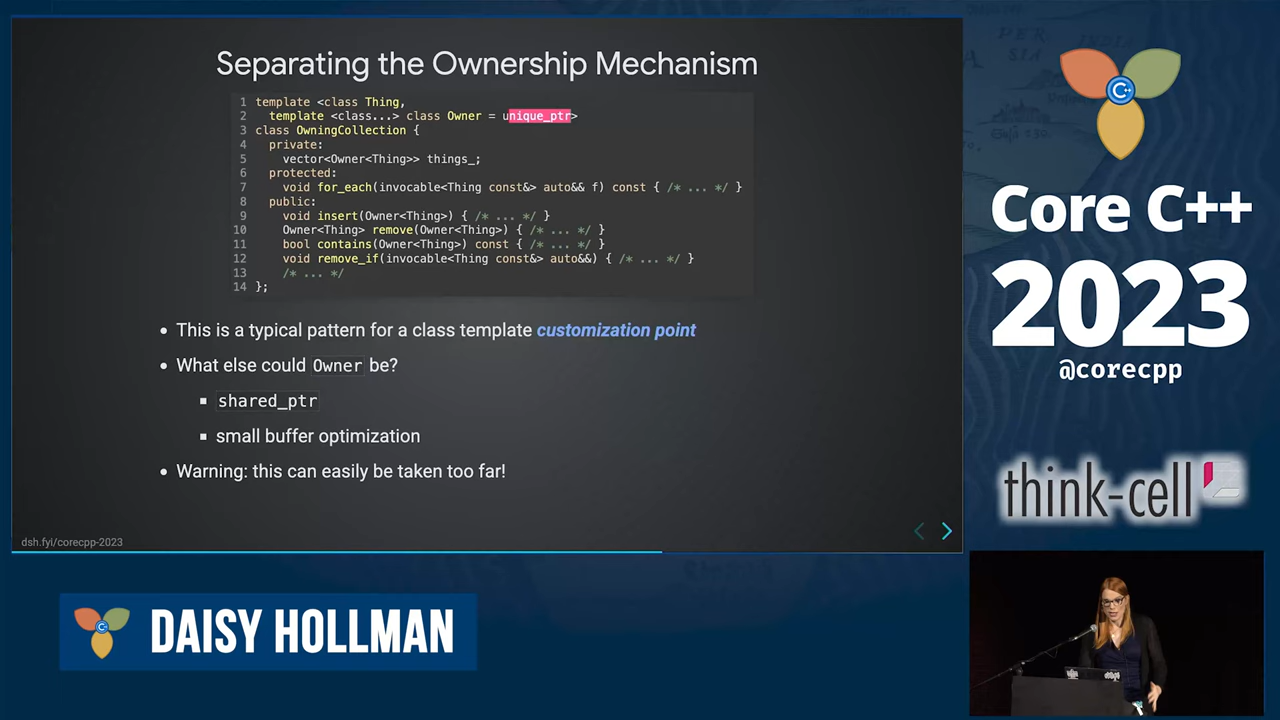 Separating the Ownership Mechanism
1 template <class Thing,
2 template <class...> class Owner = unique_ptr>
3 class OwningCollection {
4 private:
5 vector<Owner<Thing>> things_;
6 protected:
7 void for_each(invocable<Thing const&> auto&& f) const { /* ... */ }
8 public:
9 void insert(Owner<Thing>) { /* ... */ }
10 Owner<Thing> remove(Owner<Thing>) { /* ... */ }
11 bool contains(Owner<Thing>) const { /* ... */ }
12 void remove_if(invocable<Thing const&> auto&&) { /* ... */ }
13 /* ... */
14 };
• This is a typical pattern for a class template customization point
• What else could Owner be?
▪ shared_ptr
▪ small buffer optimization
• Warning: this can easily be taken too far!
dsh.fyi/corecpp-2023
C++
Core C++
2023
@corecpp
think-cell
C++
DAISY HOLLMAN